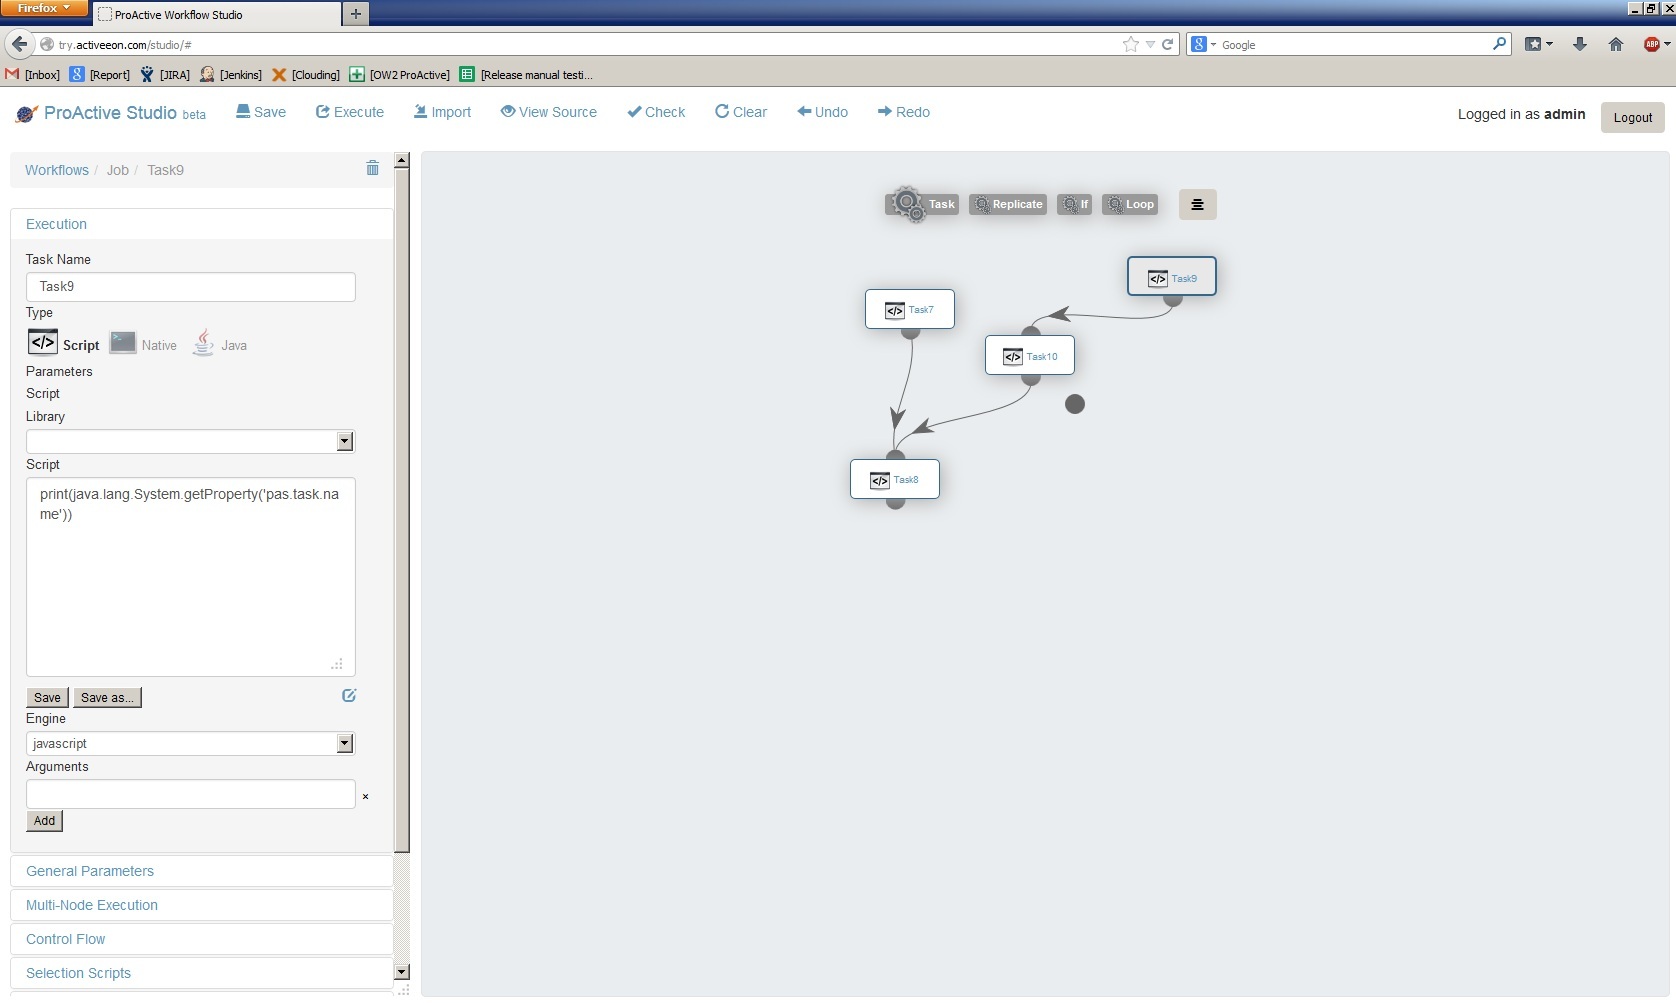 Firefox
ProActive Workflow Studio
try.activeeon.com/studio/#
Google
[Inbox] [Report] [JIRA] [Jenkins] [Clouding] [OW2 ProActive] [Release manual testi...
ProActive Studio beta Save Execute Import View Source Check Clear Undo Redo Logged in as admin Logout
Workflows / Job / Task9
Execution
Task Name
Task9
Type
Script Native Java
Parameters
Script
Library
Script
print(java.lang.System.getProperty('pas.task.na
me'))
Save Save as...
Engine
javascript
Arguments
×
Add
General Parameters
Multi-Node Execution
Control Flow
Selection Scripts
Task Replicate If Loop
Task9
Task7
Task10
Task8
ABP